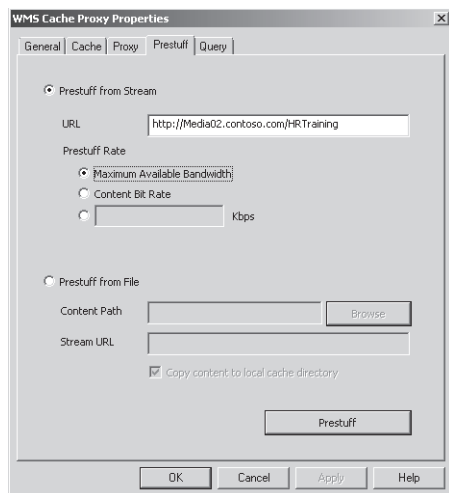 WMS Cache Proxy Properties
General Cache Proxy Prestuff Query
Prestuff from Stream
URL http://Media02.contoso.com/HRTraining
Prestuff Rate
Maximum Available Bandwidth
Content Bit Rate
Kbps
Prestuff from File
Content Path Browse
Stream URL
Copy content to local cache directory
Prestuff
OK Cancel Apply Help